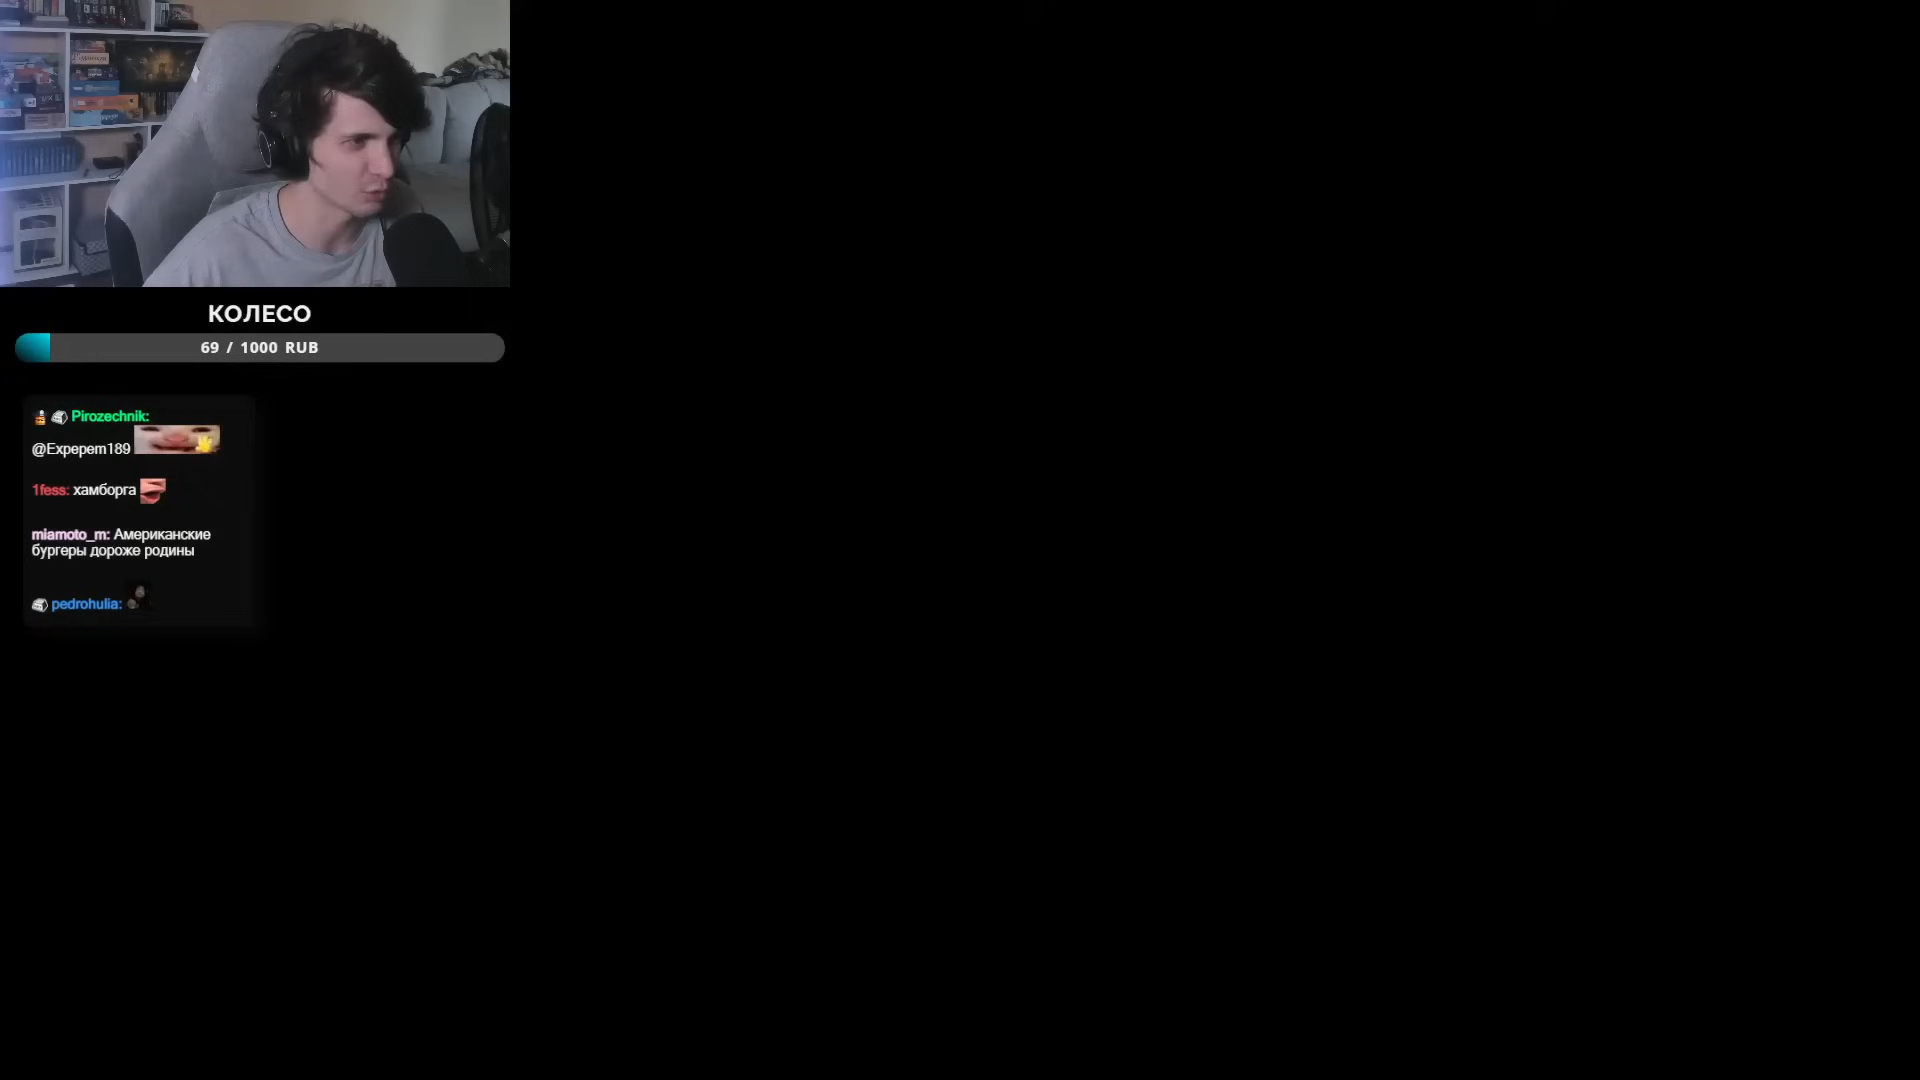 КОЛЕСО
69 / 1000 RUB
Pirozechnik:
@Expepem189
1fess: хамборга
miamoto_m: Американские
бургеры дороже родины
pedrohulia: